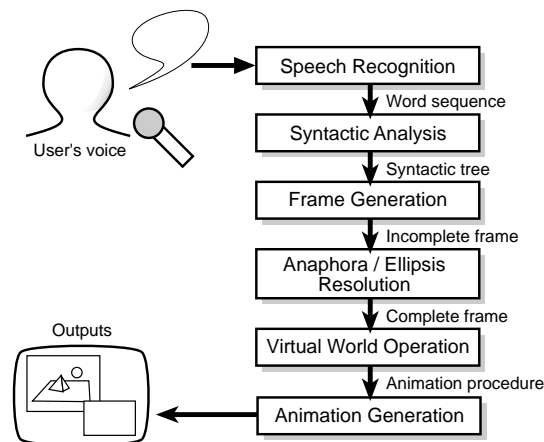 Speech Recognition
Word sequence
User's voice
Syntactic Analysis
Syntactic tree
Frame Generation
Incomplete frame
Anaphora / Ellipsis
Resolution
Complete frame
Outputs
Virtual World Operation
Animation procedure
Animation Generation